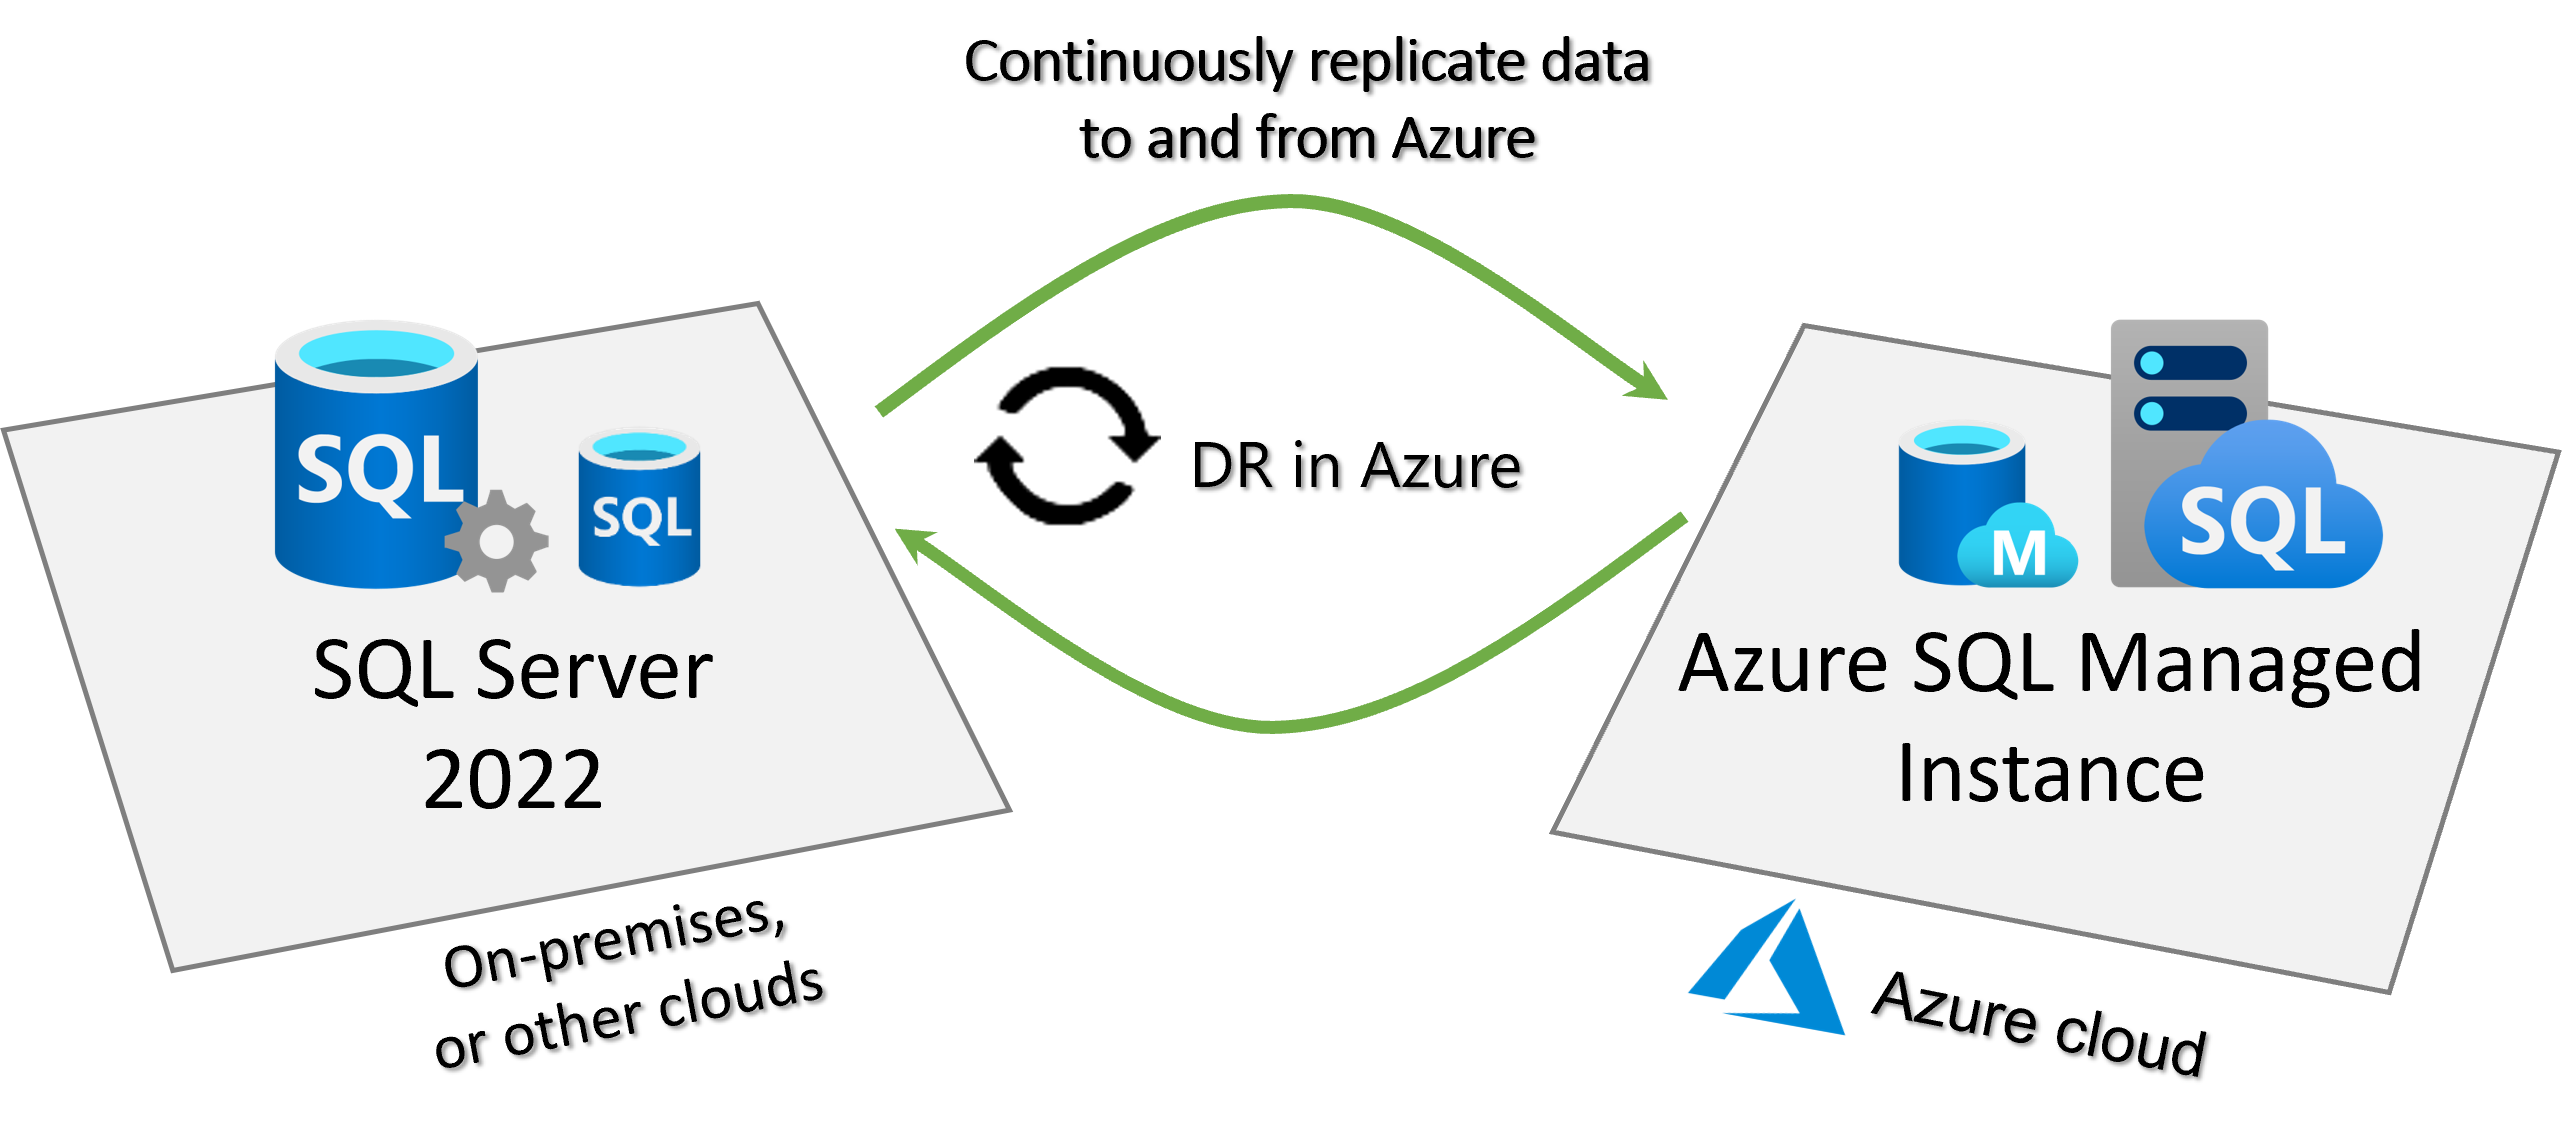 Continuously replicate data
to and from Azure
SQL
SQL
DR in Azure
M
SQL
SQL Server
2022
Azure SQL Managed
Instance
On-premises,
or other clouds
Azure cloud